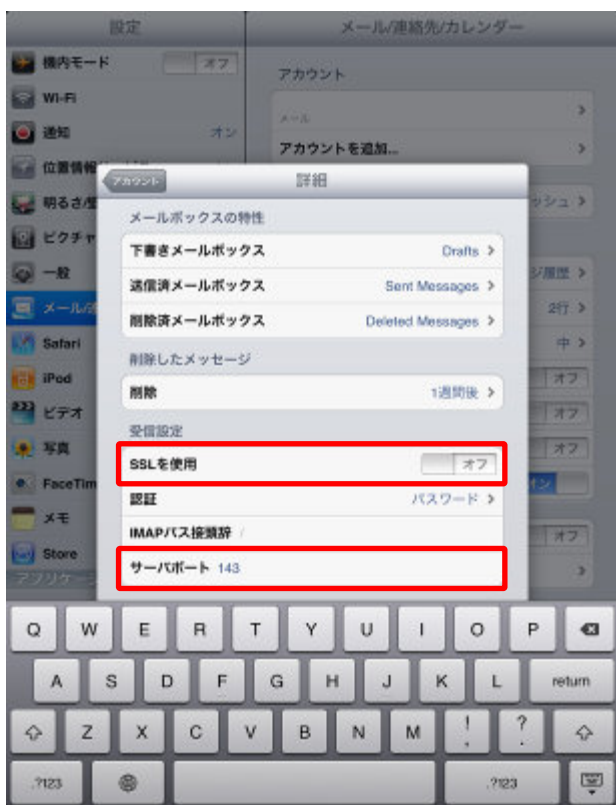 設定
メール/連絡先/カレンダー
機内モード オフ
Wi-Fi
通知 オン
位置情報
明るさ/壁
ピクチャ
一般
メール/連
Safari
iPod
ビデオ
写真
FaceTim
メモ
Store
アプリケーシ
アカウント
メール
アカウントを追加...
ッシュ
ジ履歴
2行
中
オフ
オフ
オフ
オン
オフ
アカウント
詳細
メールボックスの特性
下書きメールボックス Drafts
送信済メールボックス Sent Messages
削除済メールボックス Deleted Messages
削除したメッセージ
削除 1週間後
受信設定
SSLを使用 オフ
認証 パスワード
IMAPパス接頭辞 /
サーバポート 143
Q W E R T Y U I O P
A S D F G H J K L return
Z X C V B N M ! , ? .
.?123 .?123